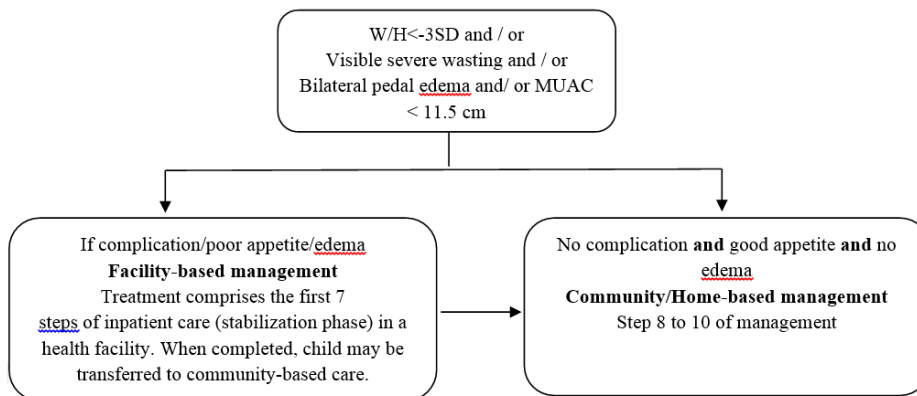 W/H<-3SD and / or
Visible severe wasting and / or
Bilateral pedal edema and/ or MUAC
< 11.5 cm
If complication/poor appetite/edema
Facility-based management
Treatment comprises the first 7
steps of inpatient care (stabilization phase) in a
health facility. When completed, child may be
transferred to community-based care.
No complication and good appetite and no
edema
Community/Home-based management
Step 8 to 10 of management